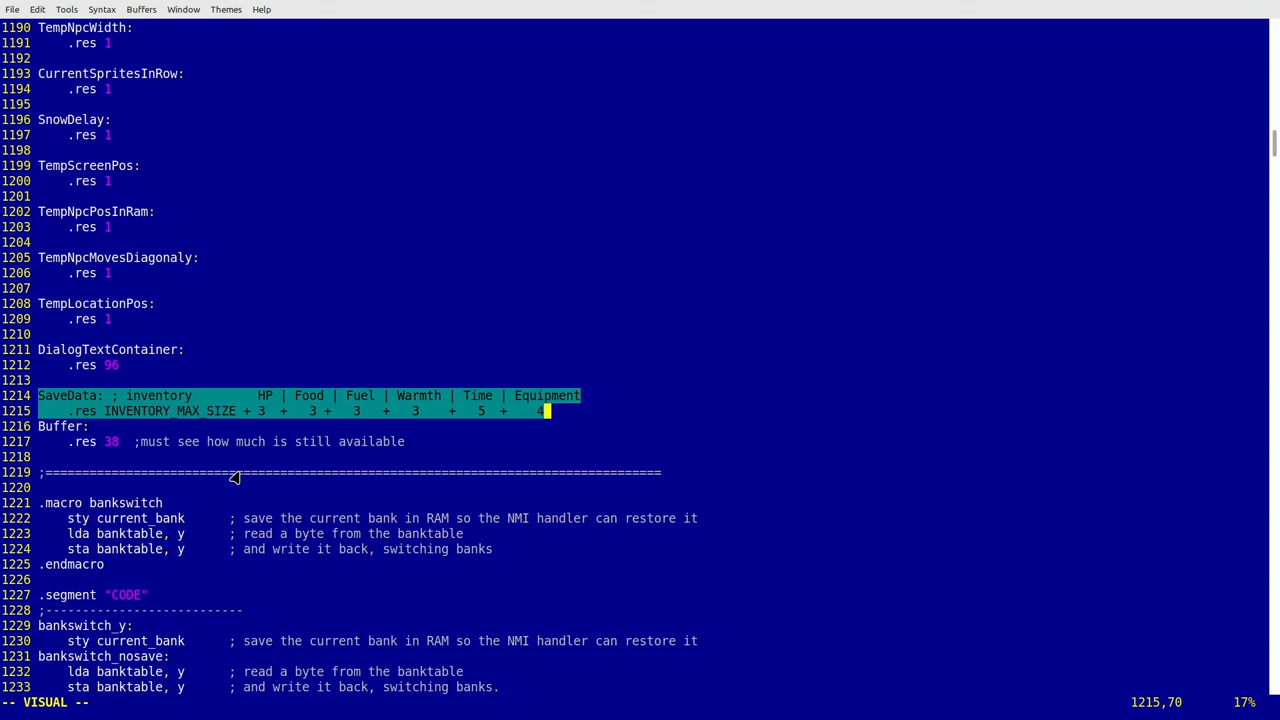 File Edit Tools Syntax Buffers Window Themes Help
1190 TempNpcWidth:
1191     .res 1
1192
1193 CurrentSpritesInRow:
1194     .res 1
1195
1196 SnowDelay:
1197     .res 1
1198
1199 TempScreenPos:
1200     .res 1
1201
1202 TempNpcPosInRam:
1203     .res 1
1204
1205 TempNpcMovesDiagonaly:
1206     .res 1
1207
1208 TempLocationPos:
1209     .res 1
1210
1211 DialogTextContainer:
1212     .res 96
1213
1214 SaveData: ; inventory         HP | Food | Fuel | Warmth | Time | Equipment
1215     .res INVENTORY_MAX_SIZE + 3  +   3 +   3   +   3    +   5  +    4
1216 Buffer:
1217     .res 38  ;must see how much is still available
1218
1219 ;====================================================================================
1220
1221 .macro bankswitch
1222     sty current_bank      ; save the current bank in RAM so the NMI handler can restore it
1223     lda banktable, y      ; read a byte from the banktable
1224     sta banktable, y      ; and write it back, switching banks
1225 .endmacro
1226
1227 .segment "CODE"
1228 ;---------------------------
1229 bankswitch_y:
1230     sty current_bank      ; save the current bank in RAM so the NMI handler can restore it
1231 bankswitch_nosave:
1232     lda banktable, y      ; read a byte from the banktable
1233     sta banktable, y      ; and write it back, switching banks.
-- VISUAL -- 1215,70 17%